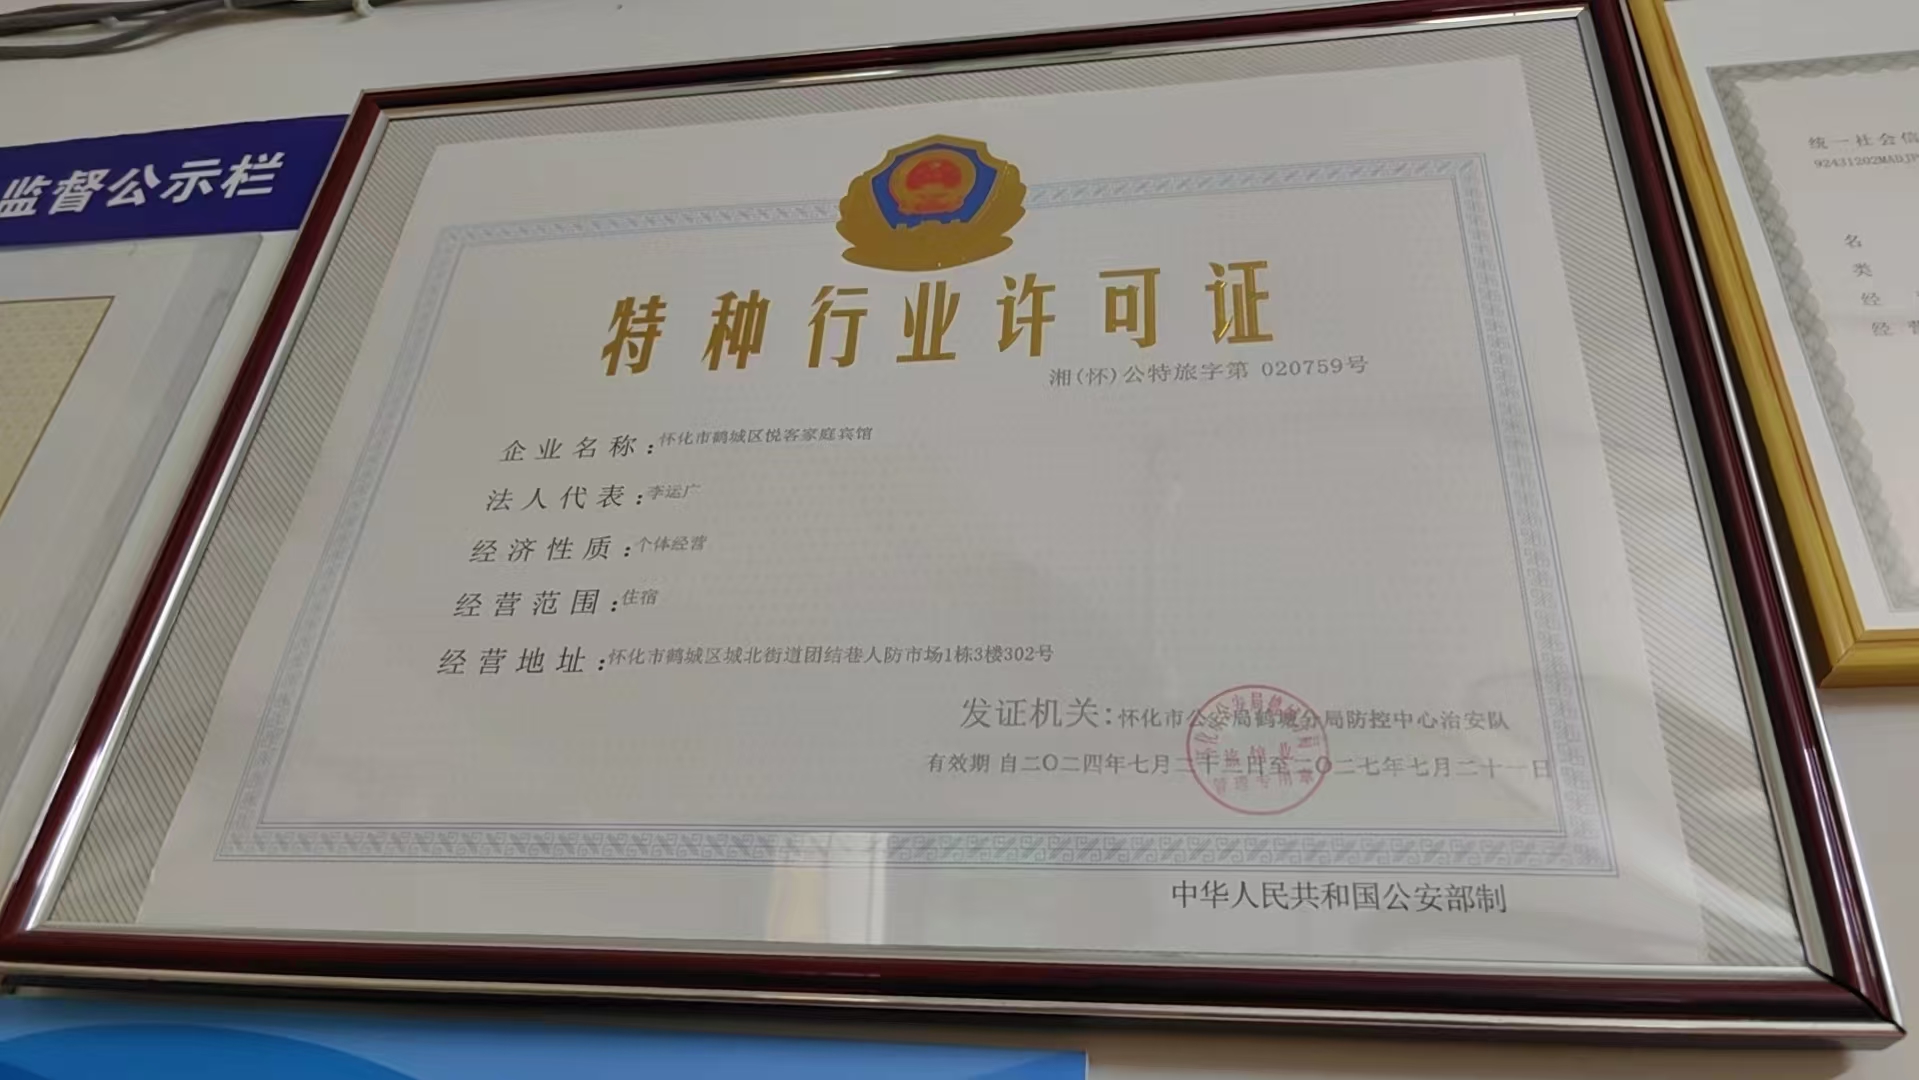 监督公示栏
特种行业许可证
湘(怀)公特旅字第 020759号
企业名称：怀化市鹤城区悦客家庭宾馆
法人代表：李运广
经济性质：个体经营
经营范围：住宿
经营地址：怀化市鹤城区城北街道团结巷人防市场1栋3楼302号
发证机关：怀化市公安局鹤城分局防控中心治安队
有效期 自二〇二四年七月二十二日至二〇二七年七月二十一日
中华人民共和国公安部制
统一社会信
92431202MADJP
名
类
经
经营